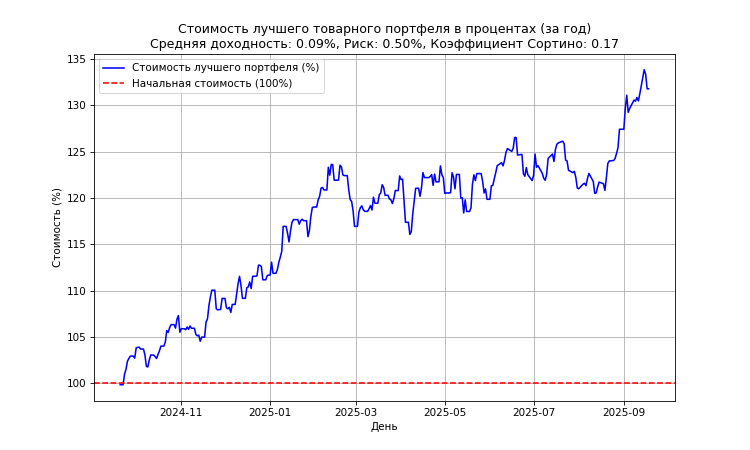 Стоимость лучшего товарного портфеля в процентах (за год)
Средняя доходность: 0.09%, Риск: 0.50%, Коэффициент Сортино: 0.17
Стоимость лучшего портфеля (%)
Начальная стоимость (100%)
Стоимость (%)
135
130
125
120
115
110
105
100
2024-11
2025-01
2025-03
2025-05
2025-07
2025-09
День